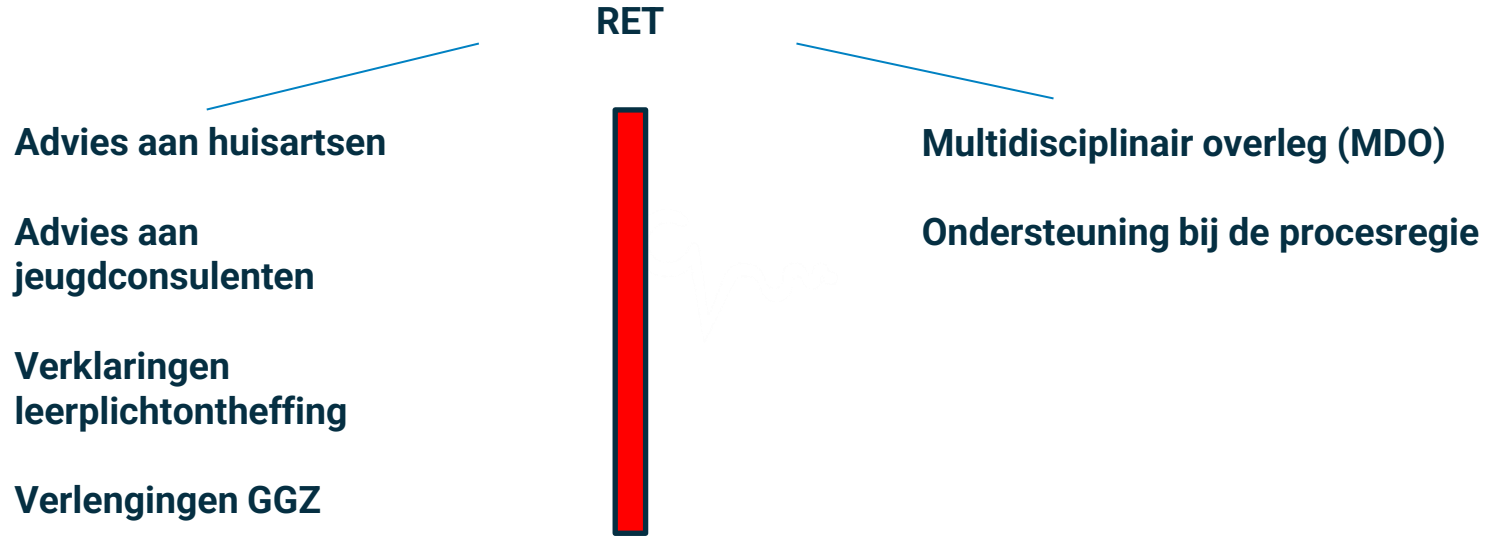 RET
Advies aan huisartsen
Advies aan
jeugdconsulenten
Verklaringen
leerplichtontheffing
Verlengingen GGZ
Multidisciplinair overleg (MDO)
Ondersteuning bij de procesregie